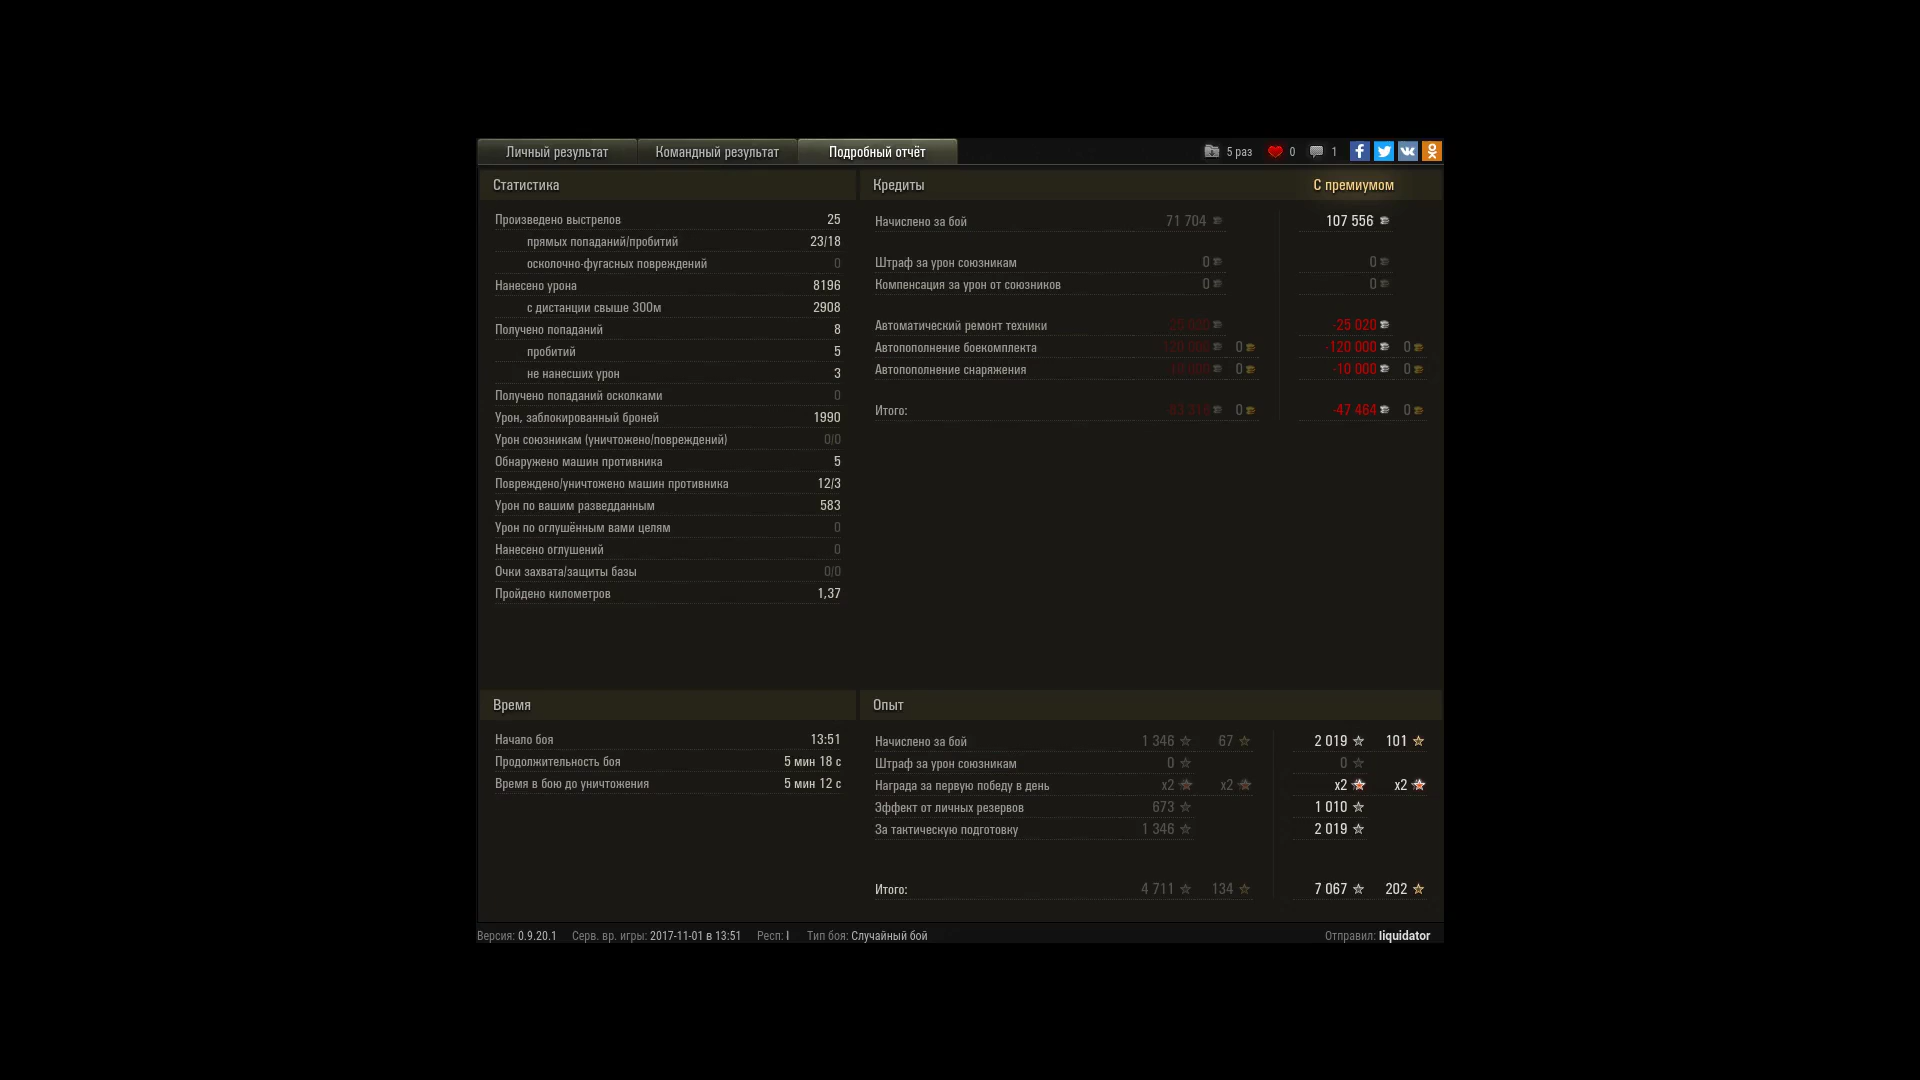 Личный результат Командный результат Подробный отчёт 5 раз 0 1
Статистика
Произведено выстрелов 25
прямых попаданий/пробитий 23/18
осколочно-фугасных повреждений 0
Нанесено урона 8196
с дистанции свыше 300м 2908
Получено попаданий 8
пробитий 5
не нанесших урон 3
Получено попаданий осколками 0
Урон, заблокированный броней 1990
Урон союзникам (уничтожено/повреждений) 0/0
Обнаружено машин противника 5
Повреждено/уничтожено машин противника 12/3
Урон по вашим разведданным 583
Урон по оглушённым вами целям 0
Нанесено оглушений 0
Очки захвата/защиты базы 0/0
Пройдено километров 1,37
Кредиты С премиумом
Начислено за бой 71 704 107 556
Штраф за урон союзникам 0 0
Компенсация за урон от союзников 0 0
Автоматический ремонт техники -25 020
Автопополнение боекомплекта -120 000 0 -120 000 0
Автопополнение снаряжения 0 -10 000 0
Итого: 0 -47 464 0
Время
Начало боя 13:51
Продолжительность боя 5 мин 18 с
Время в бою до уничтожения 5 мин 12 с
Опыт
Начислено за бой 1 346 67 2 019 101
Штраф за урон союзникам 0 0
Награда за первую победу в день x2 x2 x2 x2
Эффект от личных резервов 673 1 010
За тактическую подготовку 1 346 2 019
Итого: 4 711 134 7 067 202
Версия: 0.9.20.1 Серв. вр. игры: 2017-11-01 в 13:51 Респ: I Тип боя: Случайный бой Отправил: liquidator